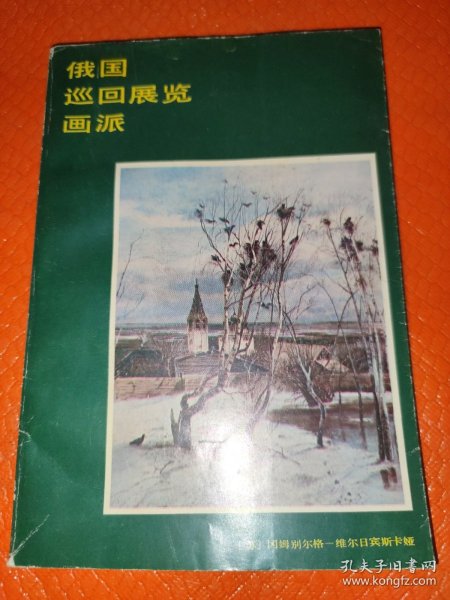 俄国
巡回展览
画派
冈姆别尔格一维尔日宾斯卡娅
孔夫子旧书网
www.kongfz.com